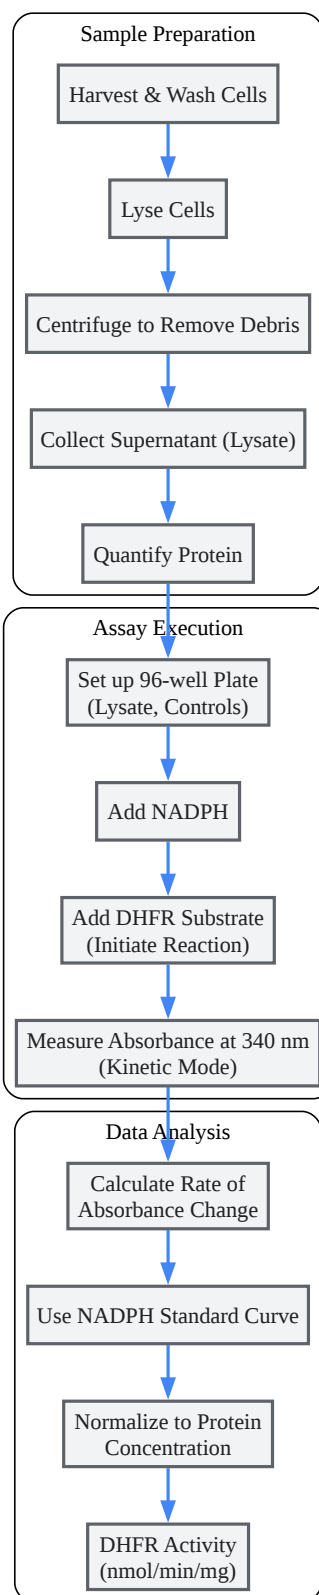 Sample Preparation
Harvest & Wash Cells
Lyse Cells
Centrifuge to Remove Debris
Collect Supernatant (Lysate)
Quantify Protein
Assay Execution
Set up 96-well Plate
(Lysate, Controls)
Add NADPH
Add DHFR Substrate
(Initiate Reaction)
Measure Absorbance at 340 nm
(Kinetic Mode)
Data Analysis
Calculate Rate of
Absorbance Change
Use NADPH Standard Curve
Normalize to Protein
Concentration
DHFR Activity
(nmol/min/mg)